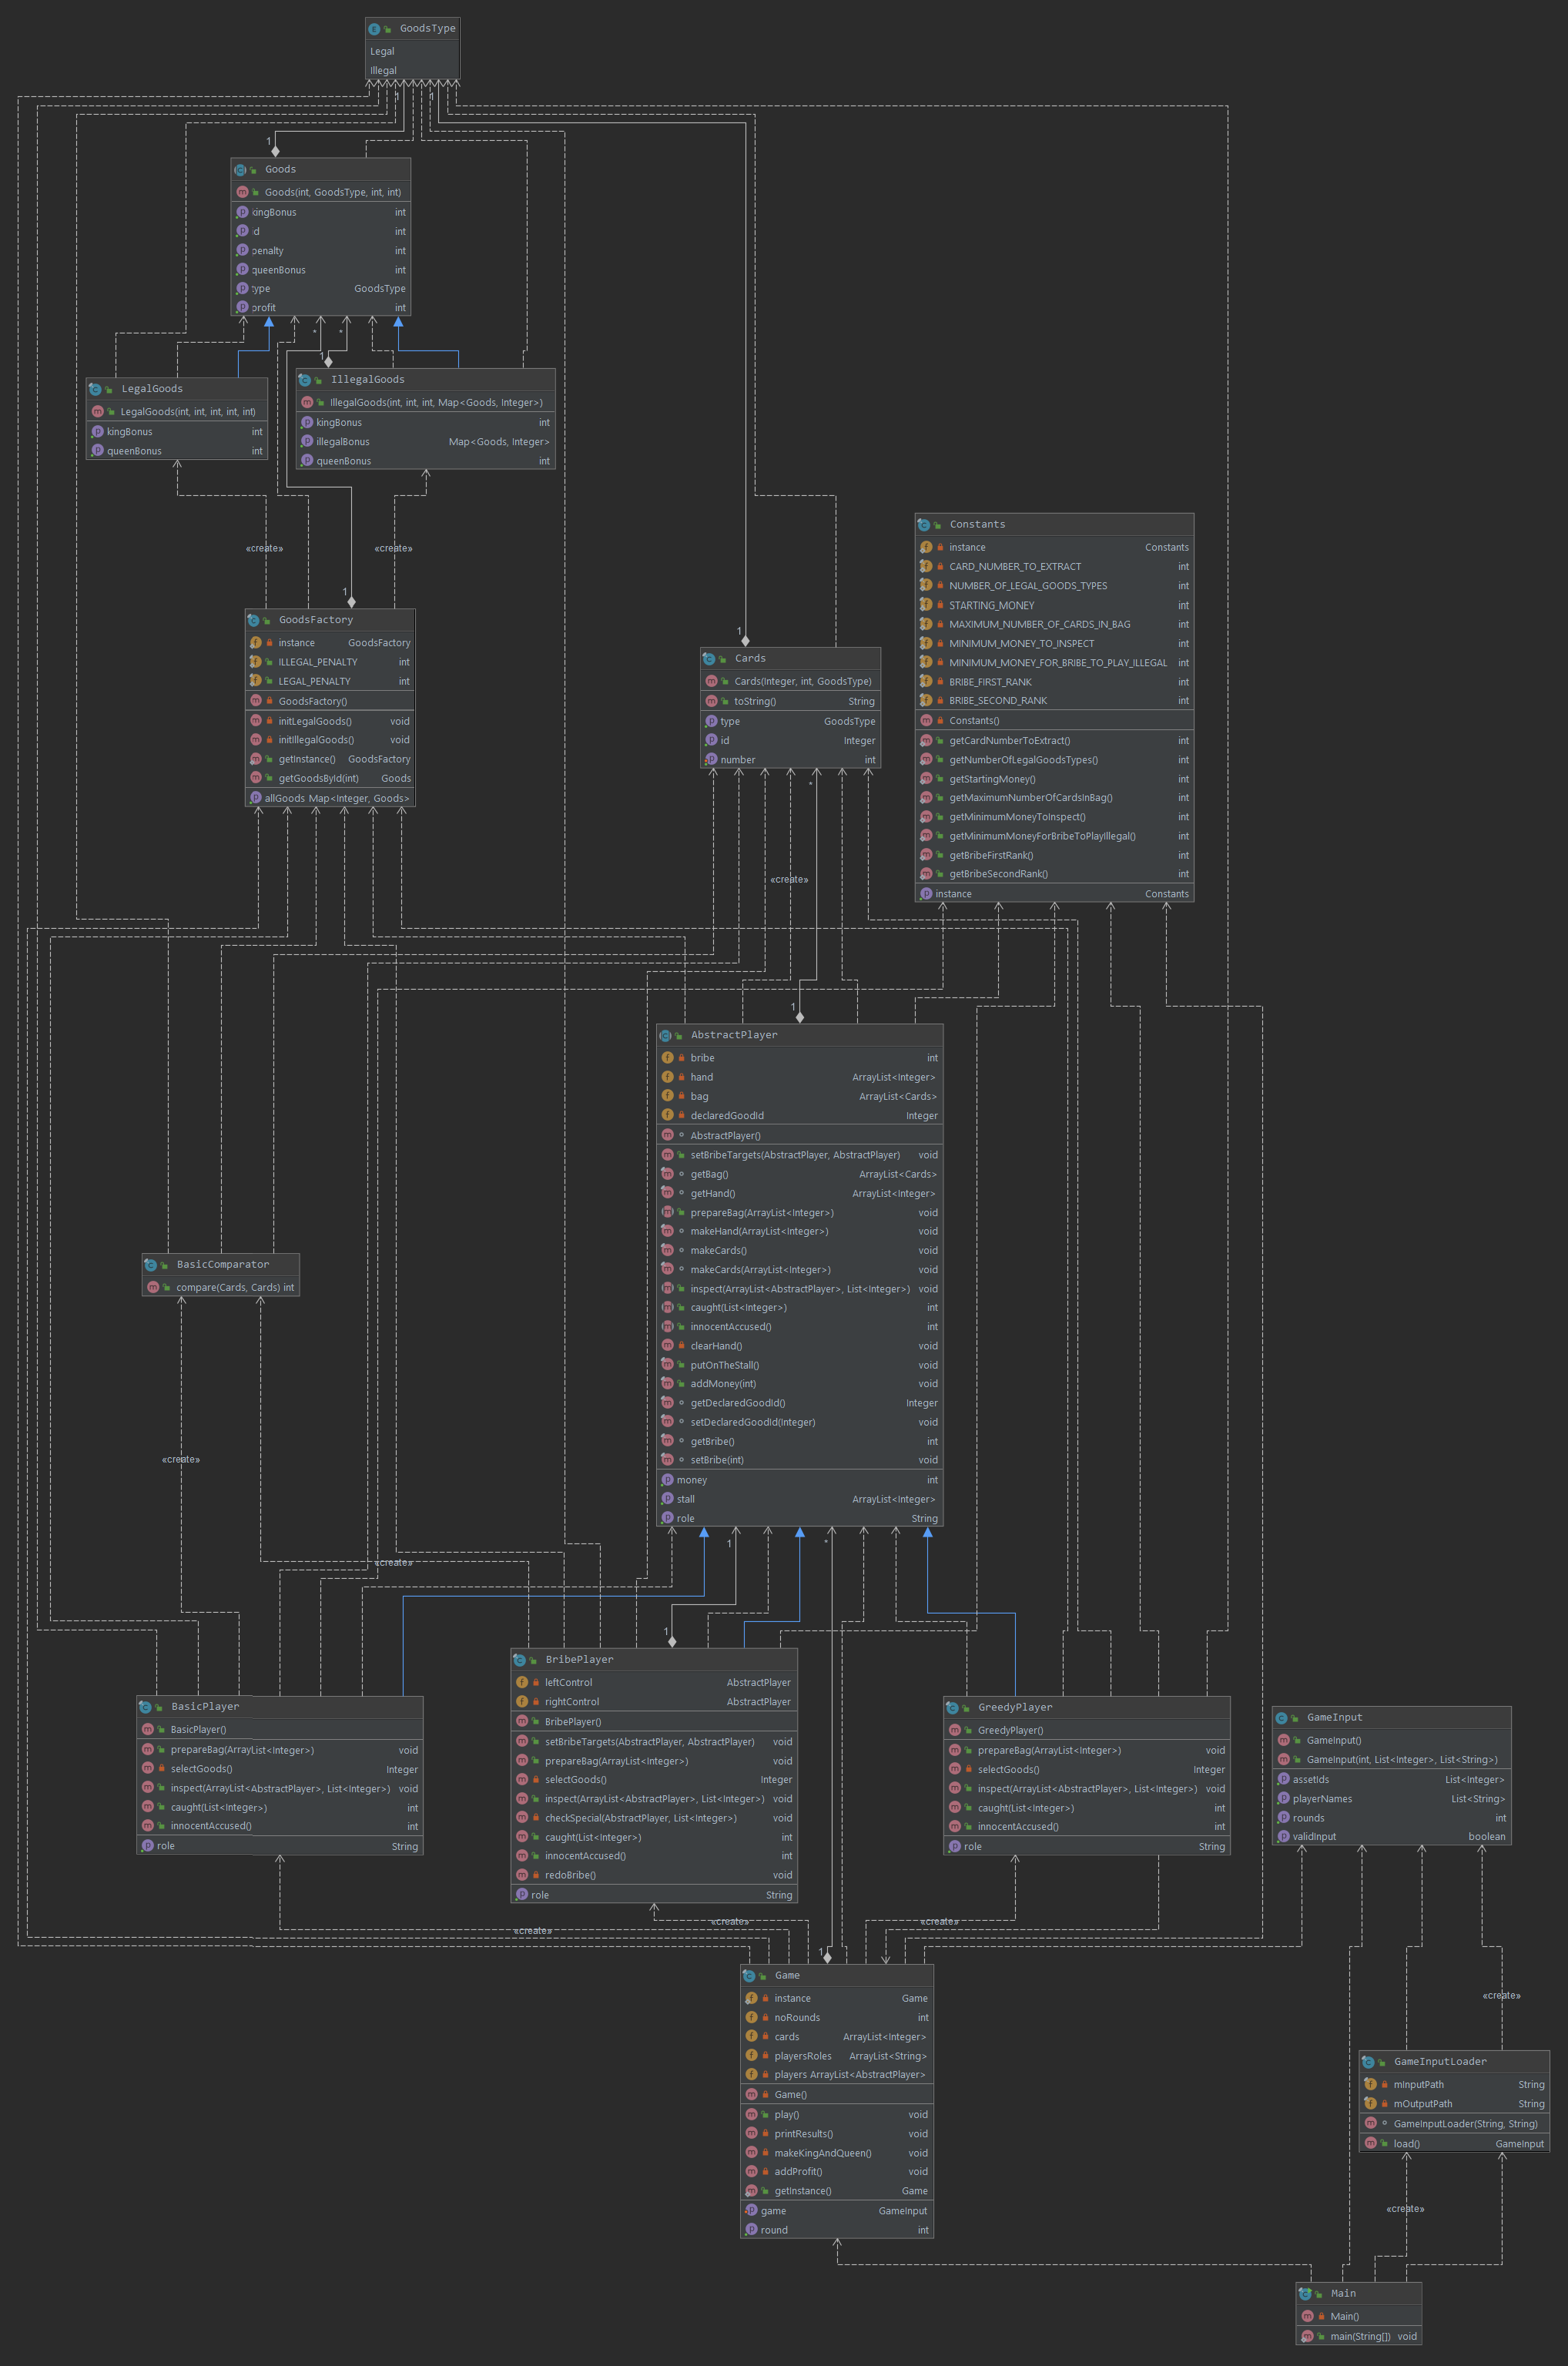 GoodsType
Legal
Illegal
1
1
1
Goods
Goods(int, GoodsType, int, int)
kingBonus int
id int
penalty int
queenBonus int
type GoodsType
profit int
*
*
1
LegalGoods
LegalGoods(int, int, int, int, int)
kingBonus int
queenBonus int
IllegalGoods
IllegalGoods(int, int, int, Map<Goods, Integer>)
kingBonus int
illegalBonus Map<Goods, Integer>
queenBonus int
«create»
«create»
1
GoodsFactory
instance GoodsFactory
ILLEGAL_PENALTY int
LEGAL_PENALTY int
GoodsFactory()
initLegalGoods() void
initIllegalGoods() void
getInstance() GoodsFactory
getGoodsById(int) Goods
allGoods Map<Integer, Goods>
1
Cards
Cards(Integer, int, GoodsType)
toString() String
type GoodsType
id Integer
number int
*
«create»
Constants
instance Constants
CARD_NUMBER_TO_EXTRACT int
NUMBER_OF_LEGAL_GOODS_TYPES int
STARTING_MONEY int
MAXIMUM_NUMBER_OF_CARDS_IN_BAG int
MINIMUM_MONEY_TO_INSPECT int
MINIMUM_MONEY_FOR_BRIBE_TO_PLAY_ILLEGAL int
BRIBE_FIRST_RANK int
BRIBE_SECOND_RANK int
Constants()
getCardNumberToExtract() int
getNumberOfLegalGoodsTypes() int
getStartingMoney() int
getMaximumNumberOfCardsInBag() int
getMinimumMoneyToInspect() int
getMinimumMoneyForBribeToPlayIllegal() int
getBribeFirstRank() int
getBribeSecondRank() int
instance Constants
1
AbstractPlayer
bribe int
hand ArrayList<Integer>
bag ArrayList<Cards>
declaredGoodId Integer
AbstractPlayer()
setBribeTargets(AbstractPlayer, AbstractPlayer) void
getBag() ArrayList<Cards>
getHand() ArrayList<Integer>
prepareBag(ArrayList<Integer>) void
makeHand(ArrayList<Integer>) void
makeCards() void
makeCards(ArrayList<Integer>) void
inspect(ArrayList<AbstractPlayer>, List<Integer>) void
caught(List<Integer>) int
innocentAccused() int
clearHand() void
putOnTheStall() void
addMoney(int) void
getDeclaredGoodId() Integer
setDeclaredGoodId(Integer) void
getBribe() int
setBribe(int) void
money int
stall ArrayList<Integer>
role String
BasicComparator
compare(Cards, Cards) int
«create»
«create»
1
*
1
BasicPlayer
BasicPlayer()
prepareBag(ArrayList<Integer>) void
selectGoods() Integer
inspect(ArrayList<AbstractPlayer>, List<Integer>) void
caught(List<Integer>) int
innocentAccused() int
role String
BribePlayer
leftControl AbstractPlayer
rightControl AbstractPlayer
BribePlayer()
setBribeTargets(AbstractPlayer, AbstractPlayer) void
prepareBag(ArrayList<Integer>) void
selectGoods() Integer
inspect(ArrayList<AbstractPlayer>, List<Integer>) void
checkSpecial(AbstractPlayer, List<Integer>) void
caught(List<Integer>) int
innocentAccused() int
redoBribe() void
role String
GreedyPlayer
GreedyPlayer()
prepareBag(ArrayList<Integer>) void
selectGoods() Integer
inspect(ArrayList<AbstractPlayer>, List<Integer>) void
caught(List<Integer>) int
innocentAccused() int
role String
GameInput
GameInput()
GameInput(int, List<Integer>, List<String>)
assetIds List<Integer>
playerNames List<String>
rounds int
validInput boolean
«create»
«create»
«create»
1
Game
instance Game
noRounds int
cards ArrayList<Integer>
playersRoles ArrayList<String>
players ArrayList<AbstractPlayer>
Game()
play() void
printResults() void
makeKingAndQueen() void
addProfit() void
getInstance() Game
game GameInput
round int
«create»
GameInputLoader
mInputPath String
mOutputPath String
GameInputLoader(String, String)
load() GameInput
«create»
Main
Main()
main(String[]) void